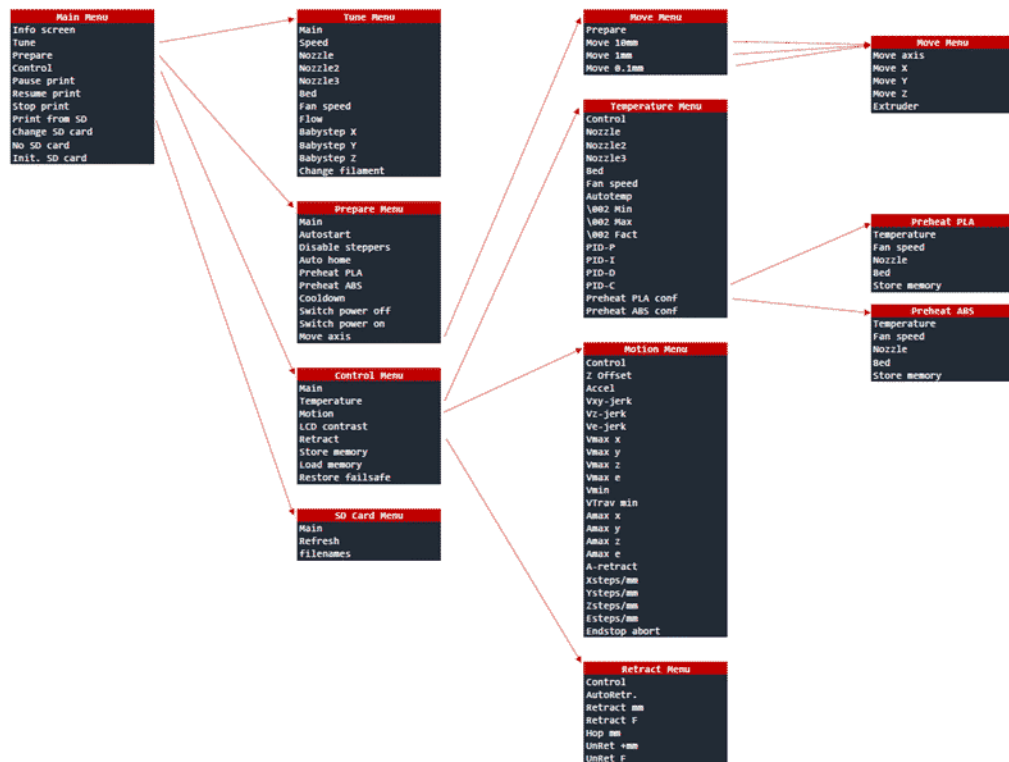 Main Menu
Info screen
Tune
Prepare
Control
Pause print
Resume print
Stop print
Print from SD
Change SD card
No SD card
Init. SD card
Tune Menu
Main
Speed
Nozzle
Nozzle2
Nozzle3
Bed
Fan speed
Flow
Babystep X
Babystep Y
Babystep Z
Change filament
Prepare Menu
Main
Autostart
Disable steppers
Auto home
Preheat PLA
Preheat ABS
Cooldown
Switch power off
Switch power on
Move axis
Control Menu
Main
Temperature
Motion
LCD contrast
Retract
Store memory
Load memory
Restore failsafe
SD Card Menu
Main
Refresh
filenames
Move Menu
Prepare
Move 10mm
Move 1mm
Move 0.1mm
Temperature Menu
Control
Nozzle
Nozzle2
Nozzle3
Bed
Fan speed
Autotemp
\002 Min
\002 Max
\002 Fact
PID-P
PID-I
PID-D
PID-C
Preheat PLA conf
Preheat ABS conf
Motion Menu
Control
Z Offset
Accel
Vxy-jerk
Vz-jerk
Ve-jerk
Vmax x
Vmax y
Vmax z
Vmax e
Vmin
VTrav min
Amax x
Amax y
Amax z
Amax e
A-retract
Xsteps/mm
Ysteps/mm
Zsteps/mm
Esteps/mm
Endstop abort
Retract Menu
Control
AutoRetr.
Retract mm
Retract F
Hop mm
UnRet +mm
UnRet F
Move Menu
Move axis
Move X
Move Y
Move Z
Extruder
Preheat PLA
Temperature
Fan speed
Nozzle
Bed
Store memory
Preheat ABS
Temperature
Fan speed
Nozzle
Bed
Store memory